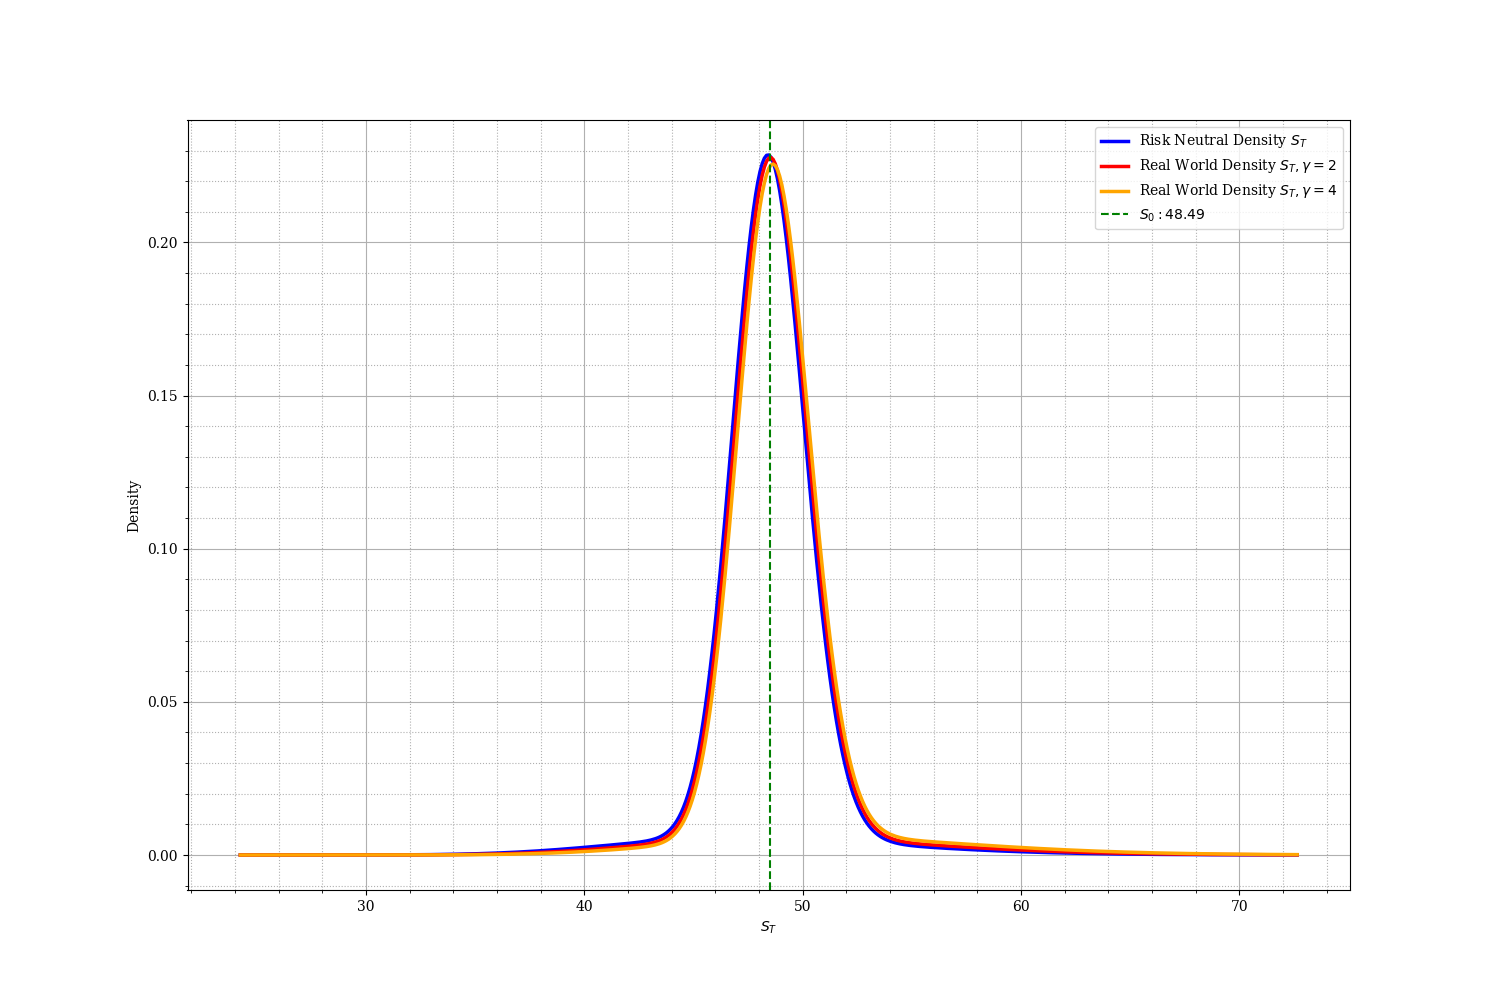 Risk Neutral Density $S_T$
Real World Density $S_T, \gamma = 2$
Real World Density $S_T, \gamma = 4$
$S_0 : 48.49$
0.20
0.15
0.10
0.05
0.00
Density
30 40 50 60 70
$S_T$